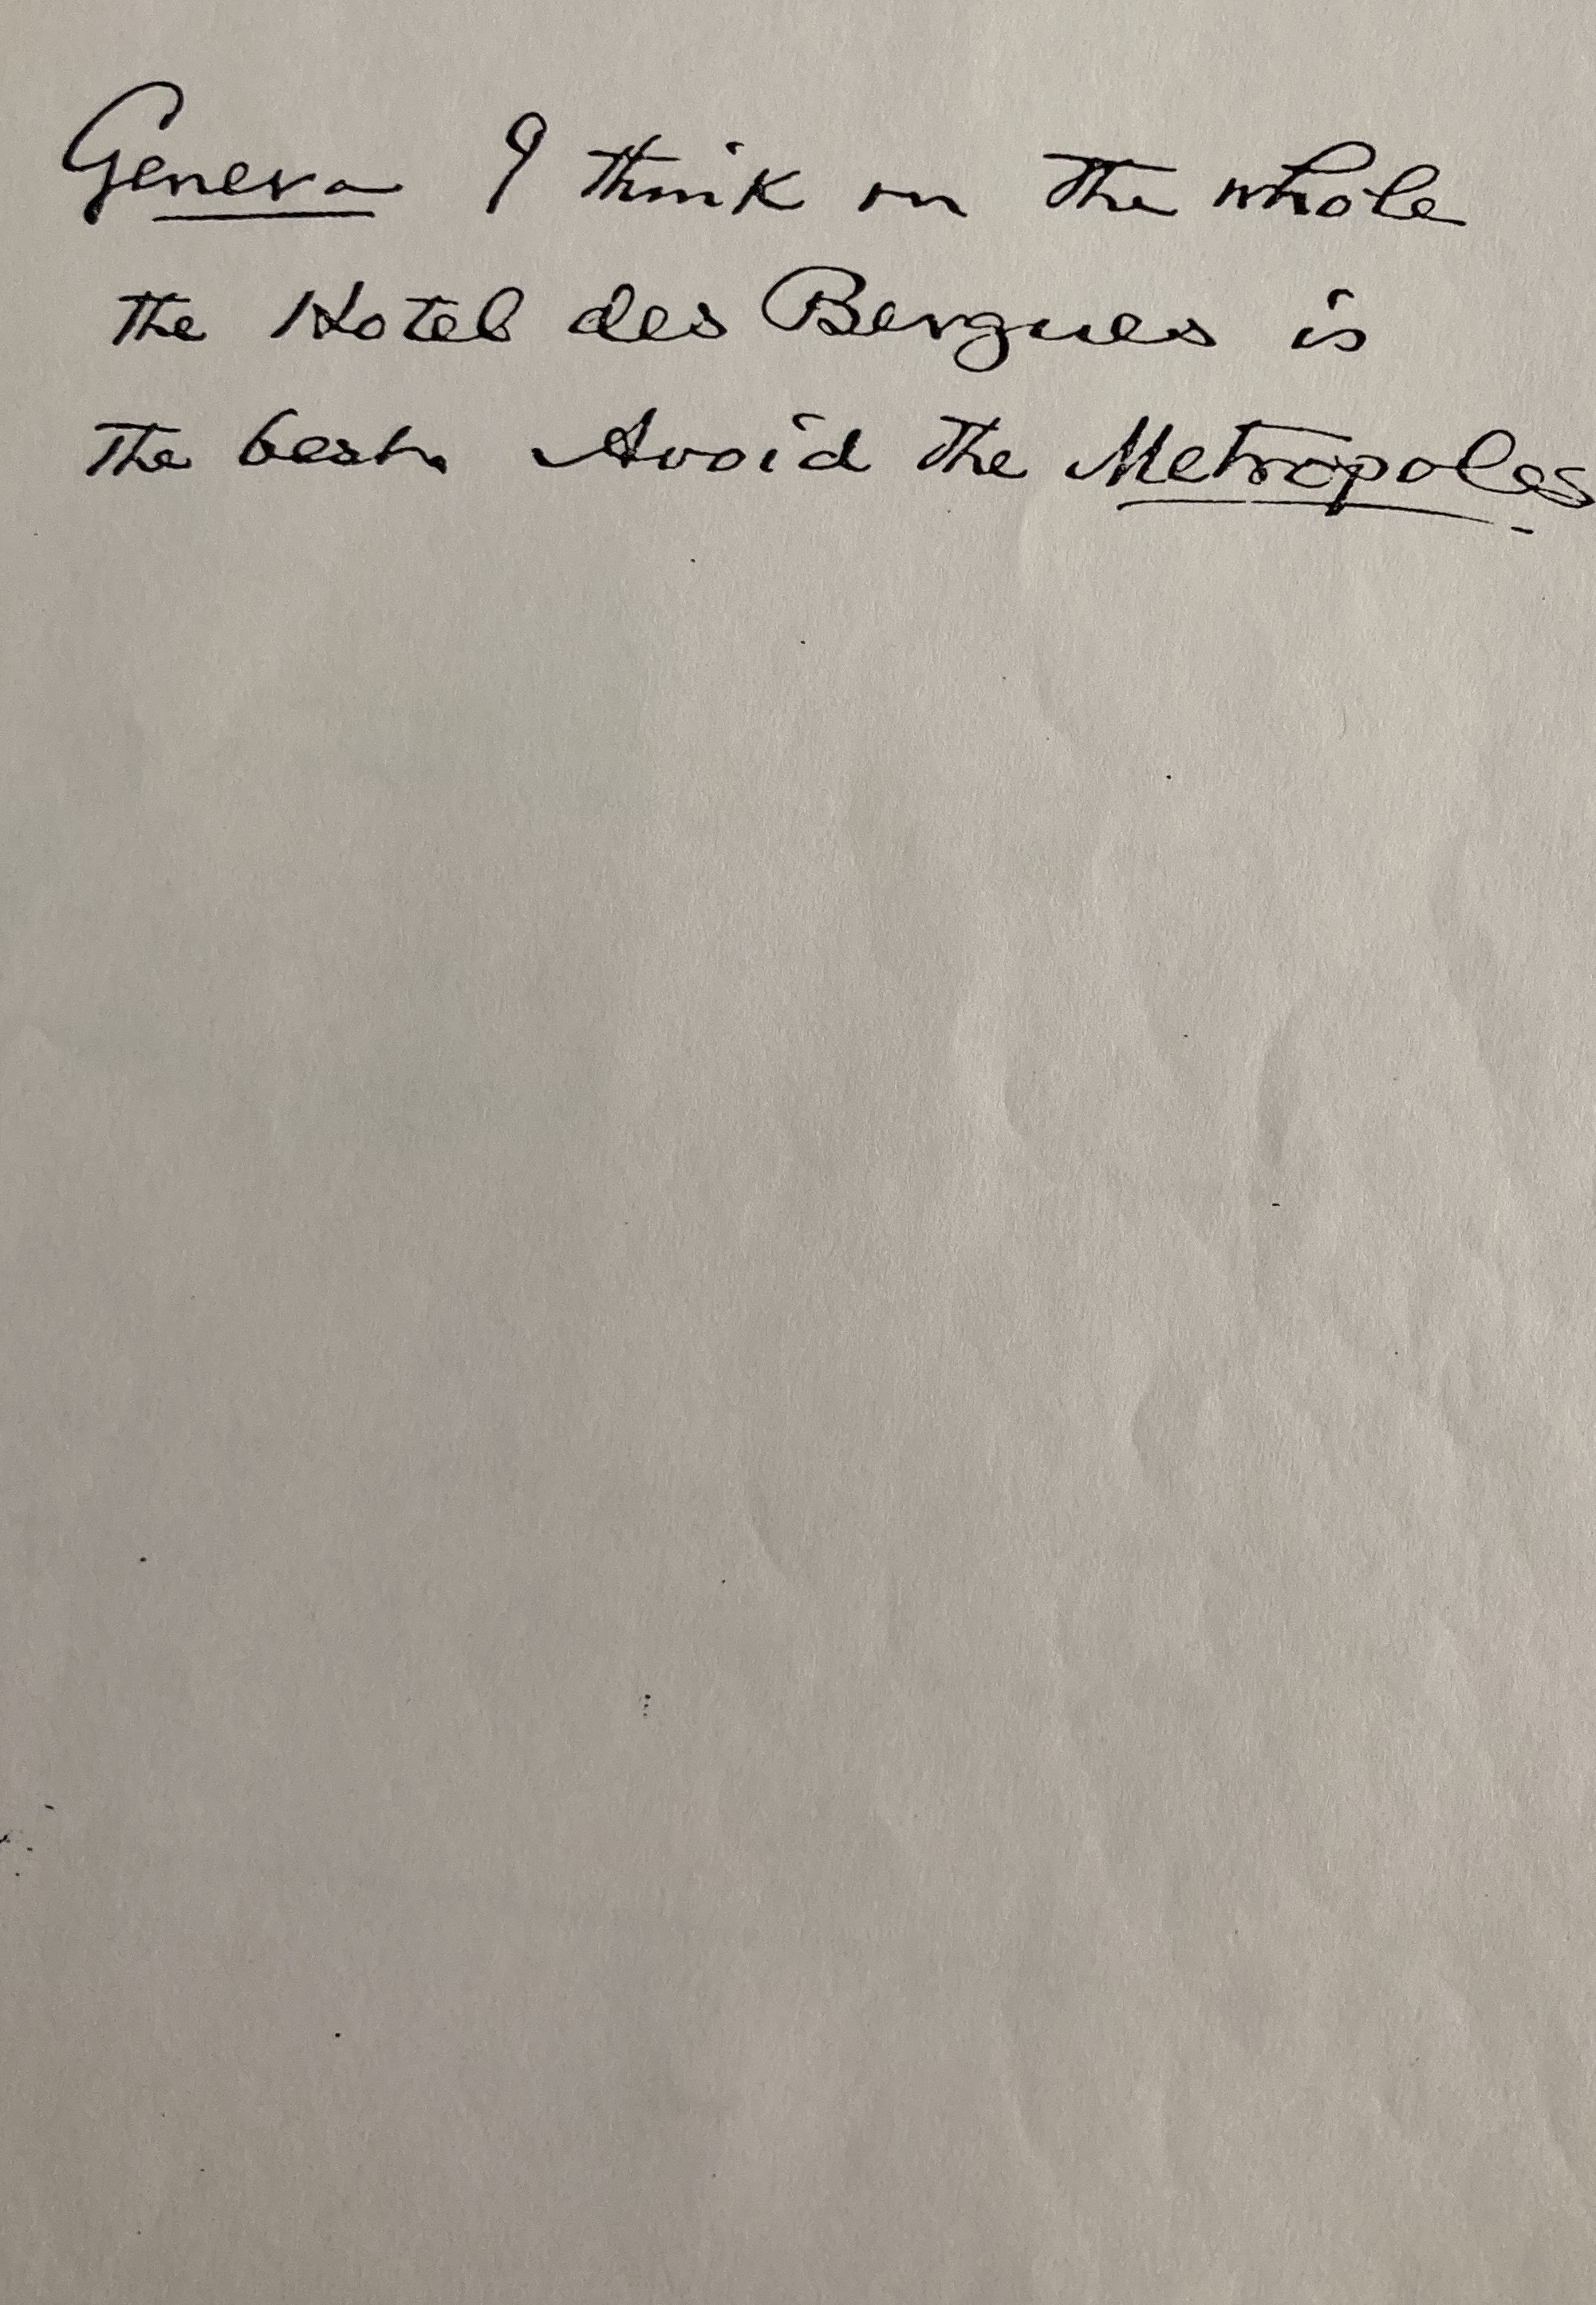 Geneva I think on the whole
the Hotel des Bergues is
the best. Avoid the Metropoles